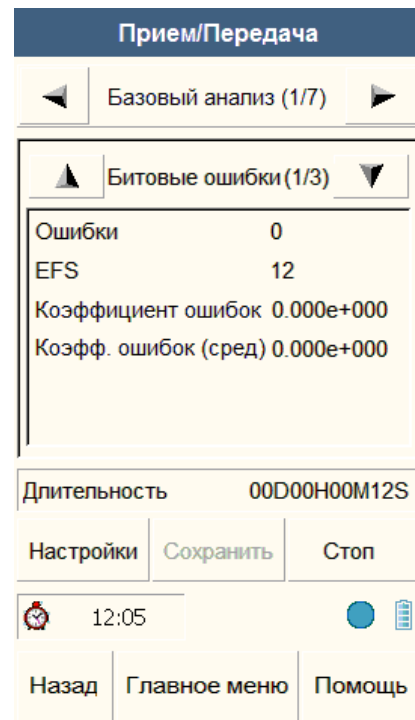 Прием/Передача
Базовый анализ (1/7)
Битовые ошибки (1/3)
Ошибки 0
EFS 12
Коэффициент ошибок 0.000e+000
Коэфф. ошибок (сред) 0.000e+000
Длительность 00D00H00M12S
Настройки Сохранить Стоп
12:05
Назад Главное меню Помощь